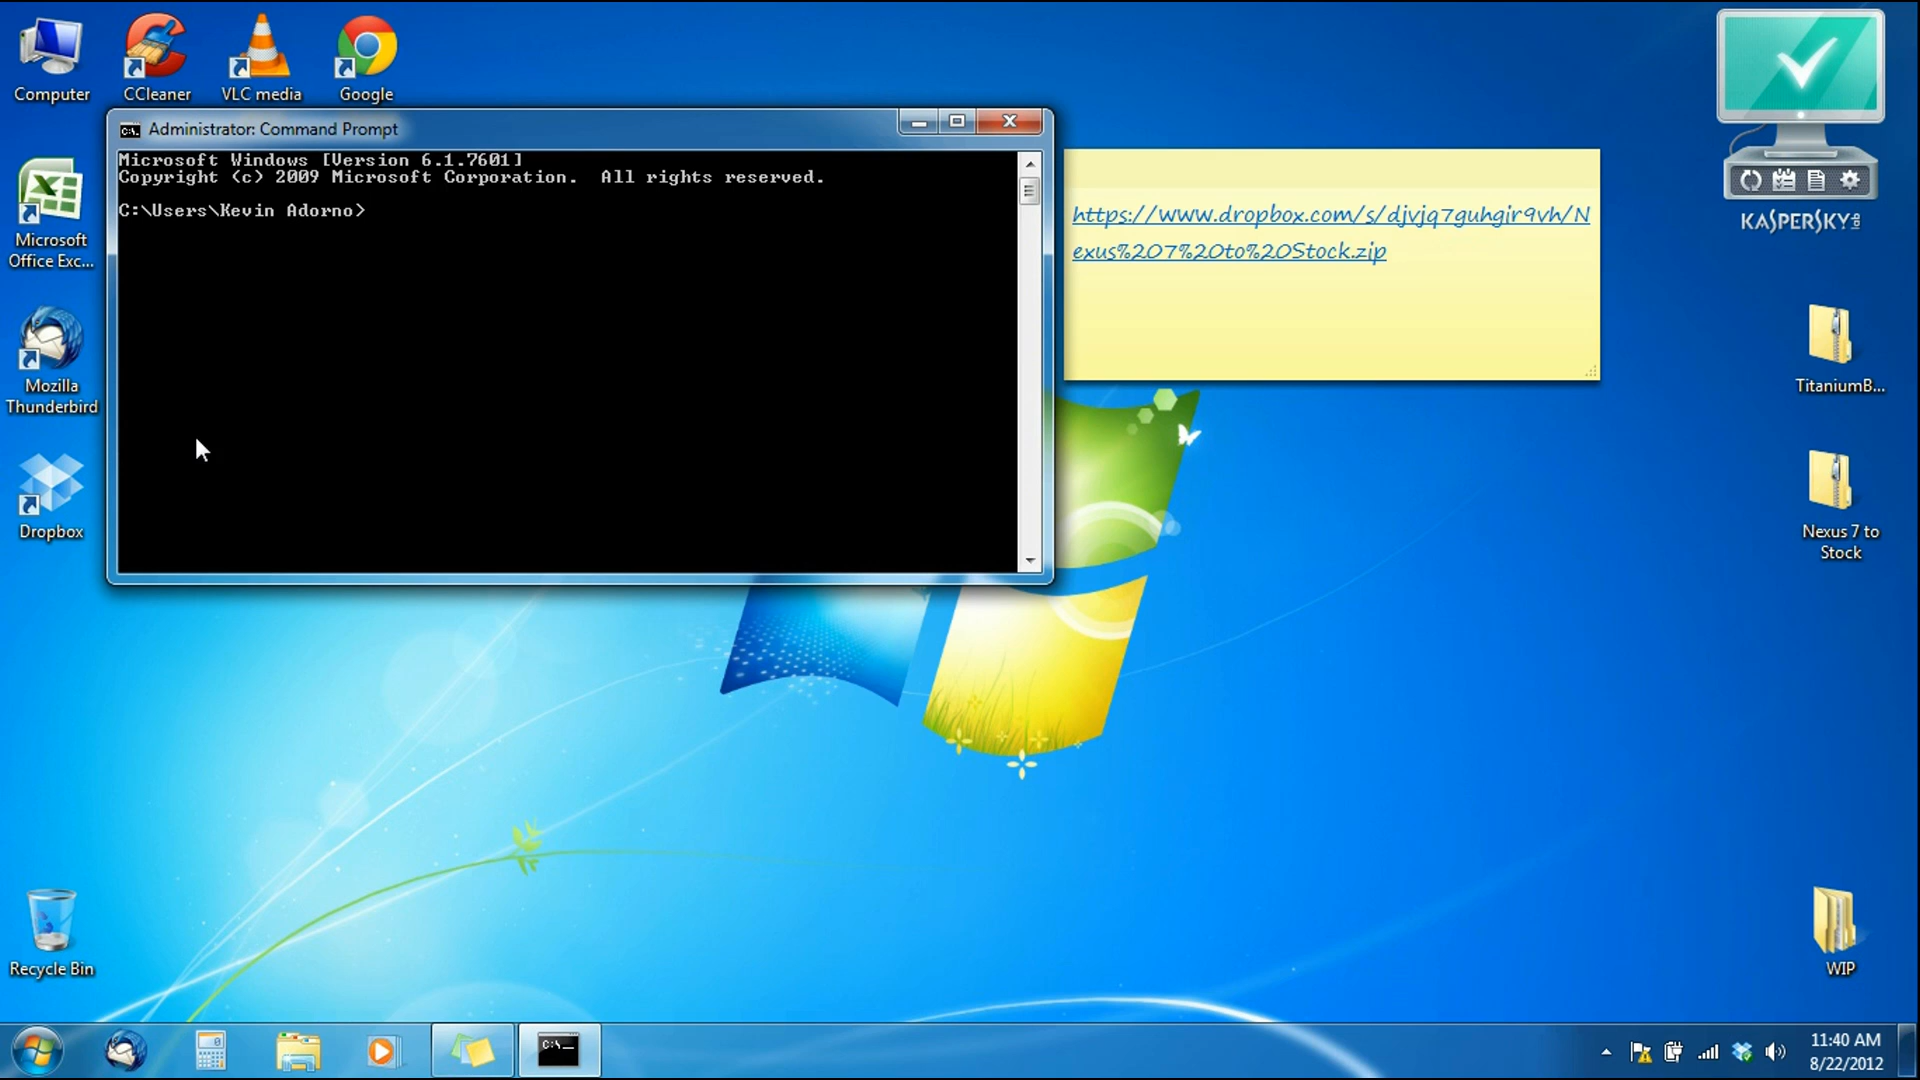 Computer
CCleaner
VLC media
Google
Administrator: Command Prompt
Microsoft Windows [Version 6.1.7601]
Copyright (c) 2009 Microsoft Corporation.  All rights reserved.
C:\Users\Kevin Adorno>
https://www.dropbox.com/s/djvjq7guhgir9vh/N
exus%207%20to%20Stock.zip
KASPERSKY lab
Microsoft
Office Exc...
Mozilla
Thunderbird
Dropbox
TitaniumB...
Nexus 7 to
Stock
Recycle Bin
WIP
C:\_
11:40 AM
8/22/2012